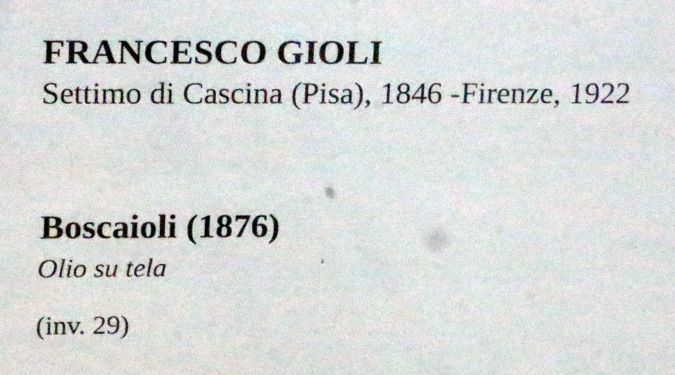 FRANCESCO GIOLI
Settimo di Cascina (Pisa), 1846 -Firenze, 1922
Boscaioli (1876)
Olio su tela
(inv. 29)